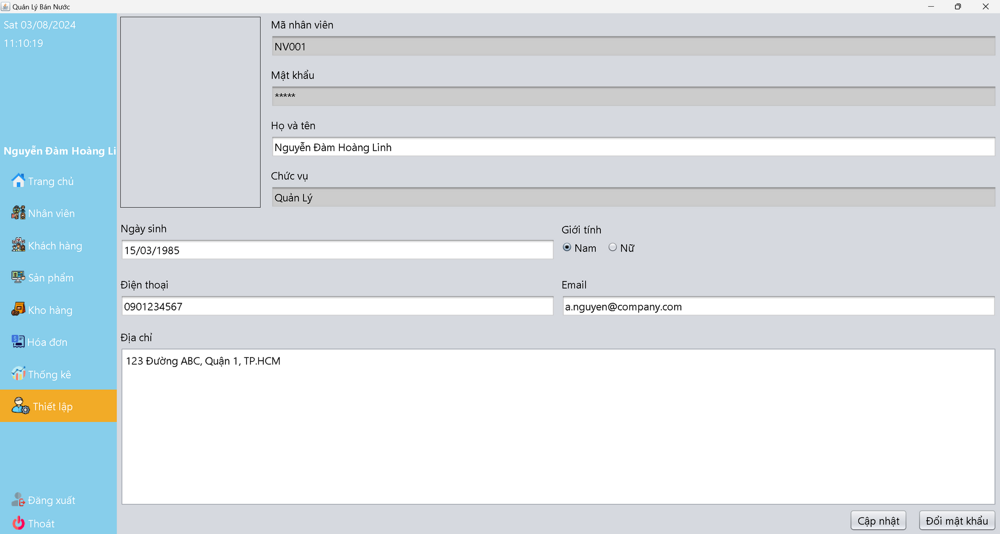 Quản Lý Bán Nước
Sat 03/08/2024
11:10:19
Nguyễn Đàm Hoàng Li
Trang chủ
Nhân viên
Khách hàng
Sản phẩm
Kho hàng
Hóa đơn
Thống kê
Thiết lập
Đăng xuất
Thoát
Mã nhân viên
NV001
Mật khẩu
*****
Họ và tên
Nguyễn Đàm Hoàng Linh
Chức vụ
Quản Lý
Ngày sinh
15/03/1985
Giới tính
Nam Nữ
Điện thoại
0901234567
Email
a.nguyen@company.com
Địa chỉ
123 Đường ABC, Quận 1, TP.HCM
Cập nhật Đổi mật khẩu